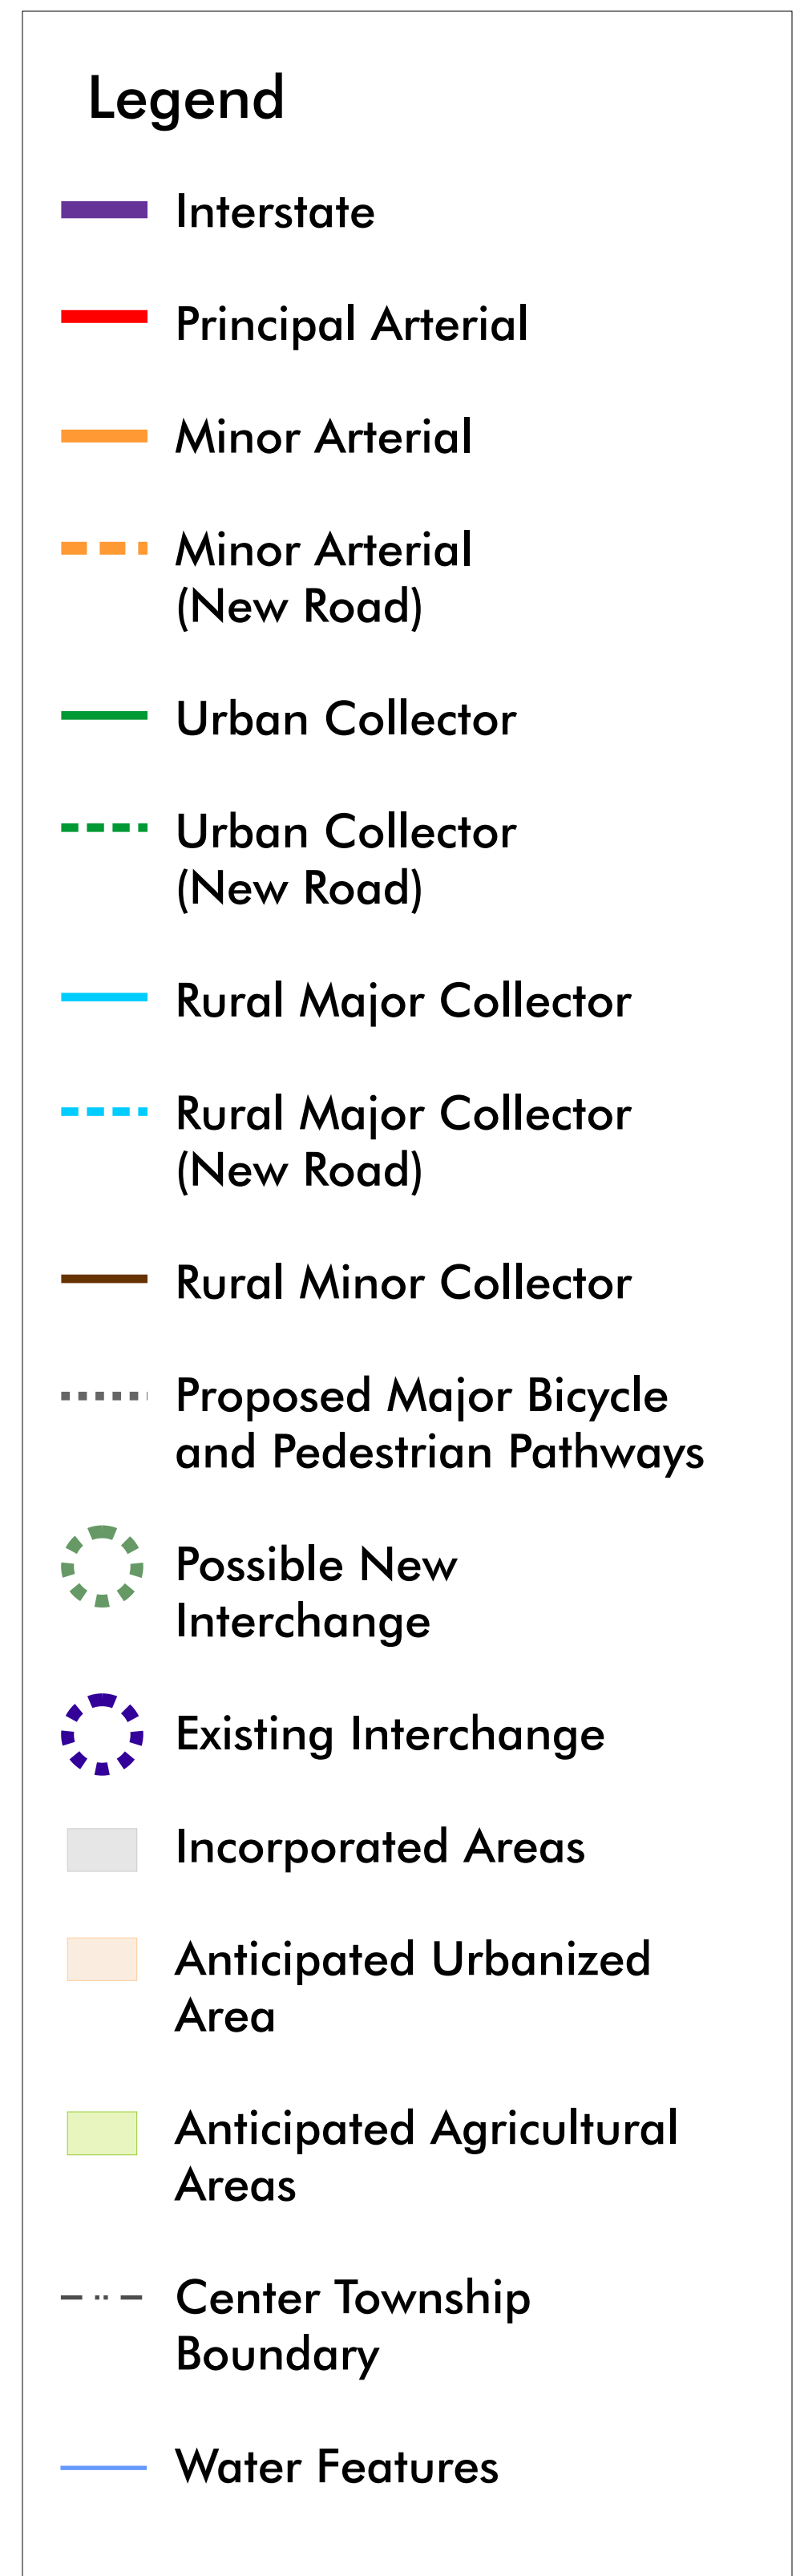 Legend
Interstate
Principal Arterial
Minor Arterial
Minor Arterial
(New Road)
Urban Collector
Urban Collector
(New Road)
Rural Major Collector
Rural Major Collector
(New Road)
Rural Minor Collector
Proposed Major Bicycle
and Pedestrian Pathways
Possible New
Interchange
Existing Interchange
Incorporated Areas
Anticipated Urbanized
Area
Anticipated Agricultural
Areas
Center Township
Boundary
Water Features